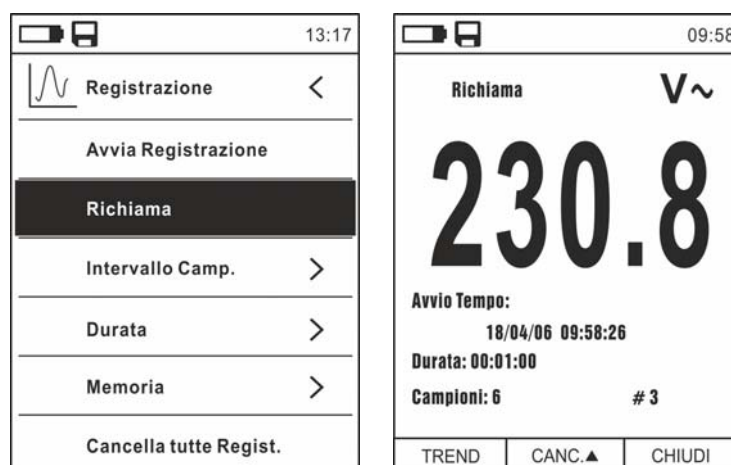 13:17
Registrazione
Avvia Registrazione
Richiama
Intervallo Camp.
Durata
Memoria
Cancella tutte Regist.
09:58
Richiama V~
230.8
Avvio Tempo:
18/04/06 09:58:26
Durata: 00:01:00
Campioni: 6 # 3
TREND CANC.▲ CHIUDI